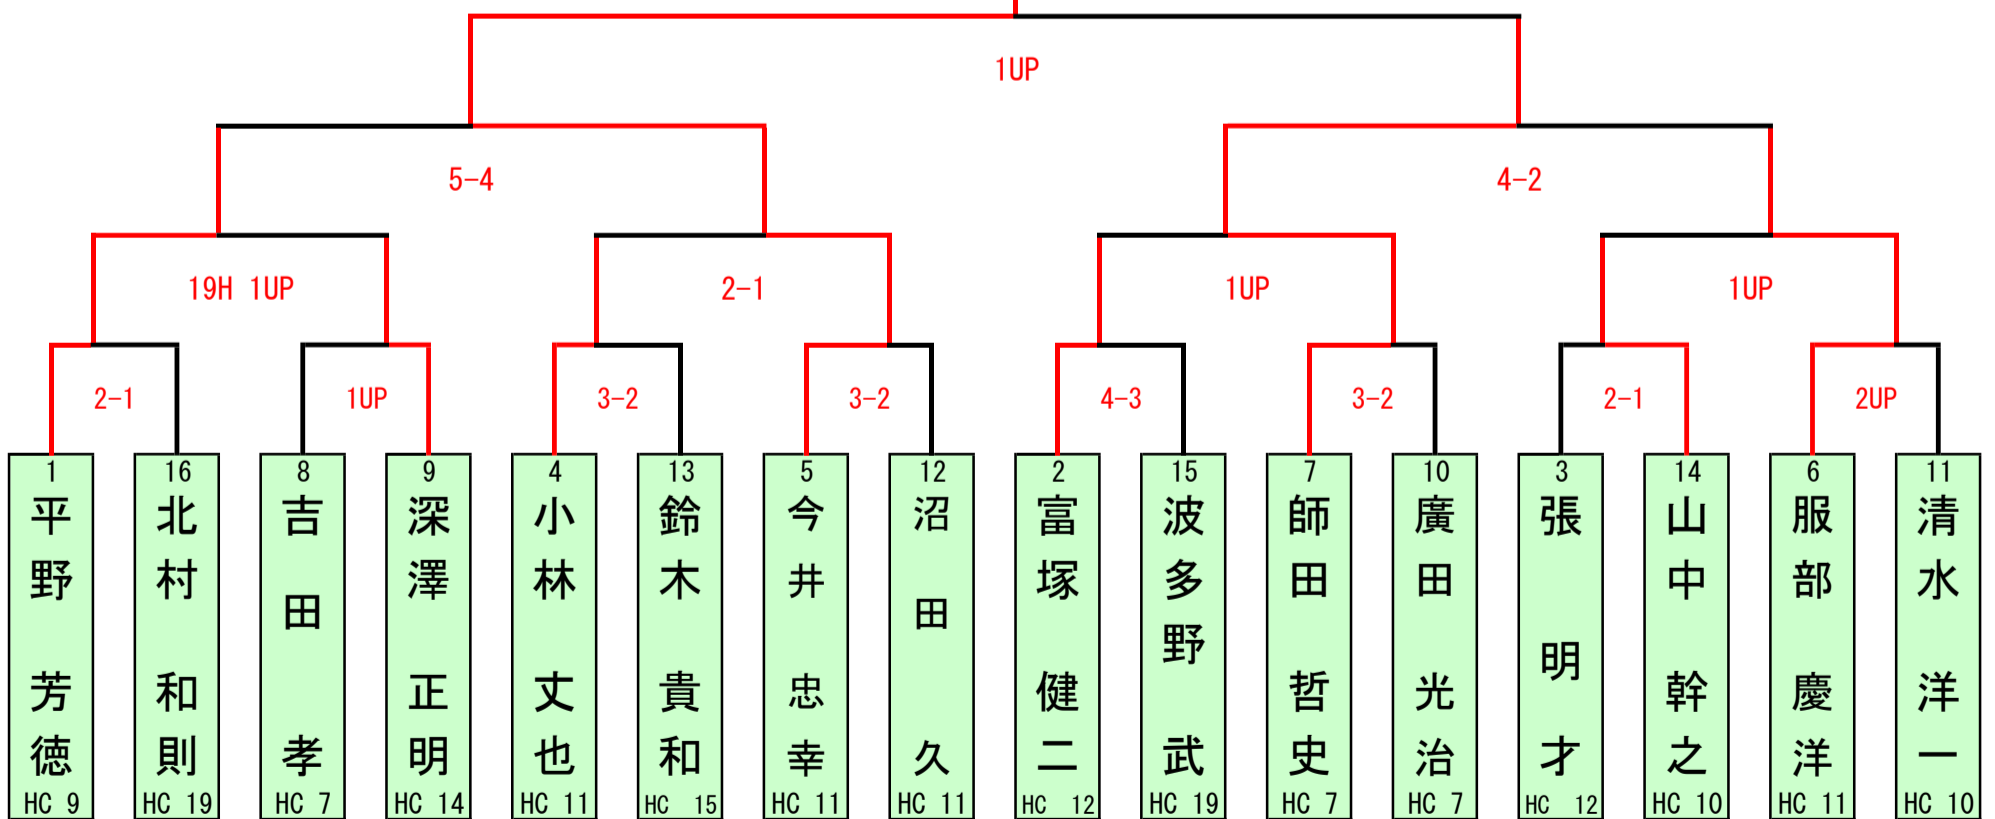 1UP
5-4
4-2
19H 1UP
2-1
1UP
1UP
2-1
1UP
3-2
3-2
4-3
3-2
2-1
2UP
1
平野 芳徳
HC 9
16
北村 和則
HC 19
8
吉田 孝
HC 7
9
深澤 正明
HC 14
4
小林 丈也
HC 11
13
鈴木 貴和
HC 15
5
今井 忠幸
HC 11
12
沼田 久
HC 11
2
富塚 健二
HC 12
15
波多野 武
HC 19
7
師田 哲史
HC 7
10
廣田 光治
HC 7
3
張 明才
HC 12
14
山中 幹之
HC 10
6
服部 慶洋
HC 11
11
清水 洋一
HC 10